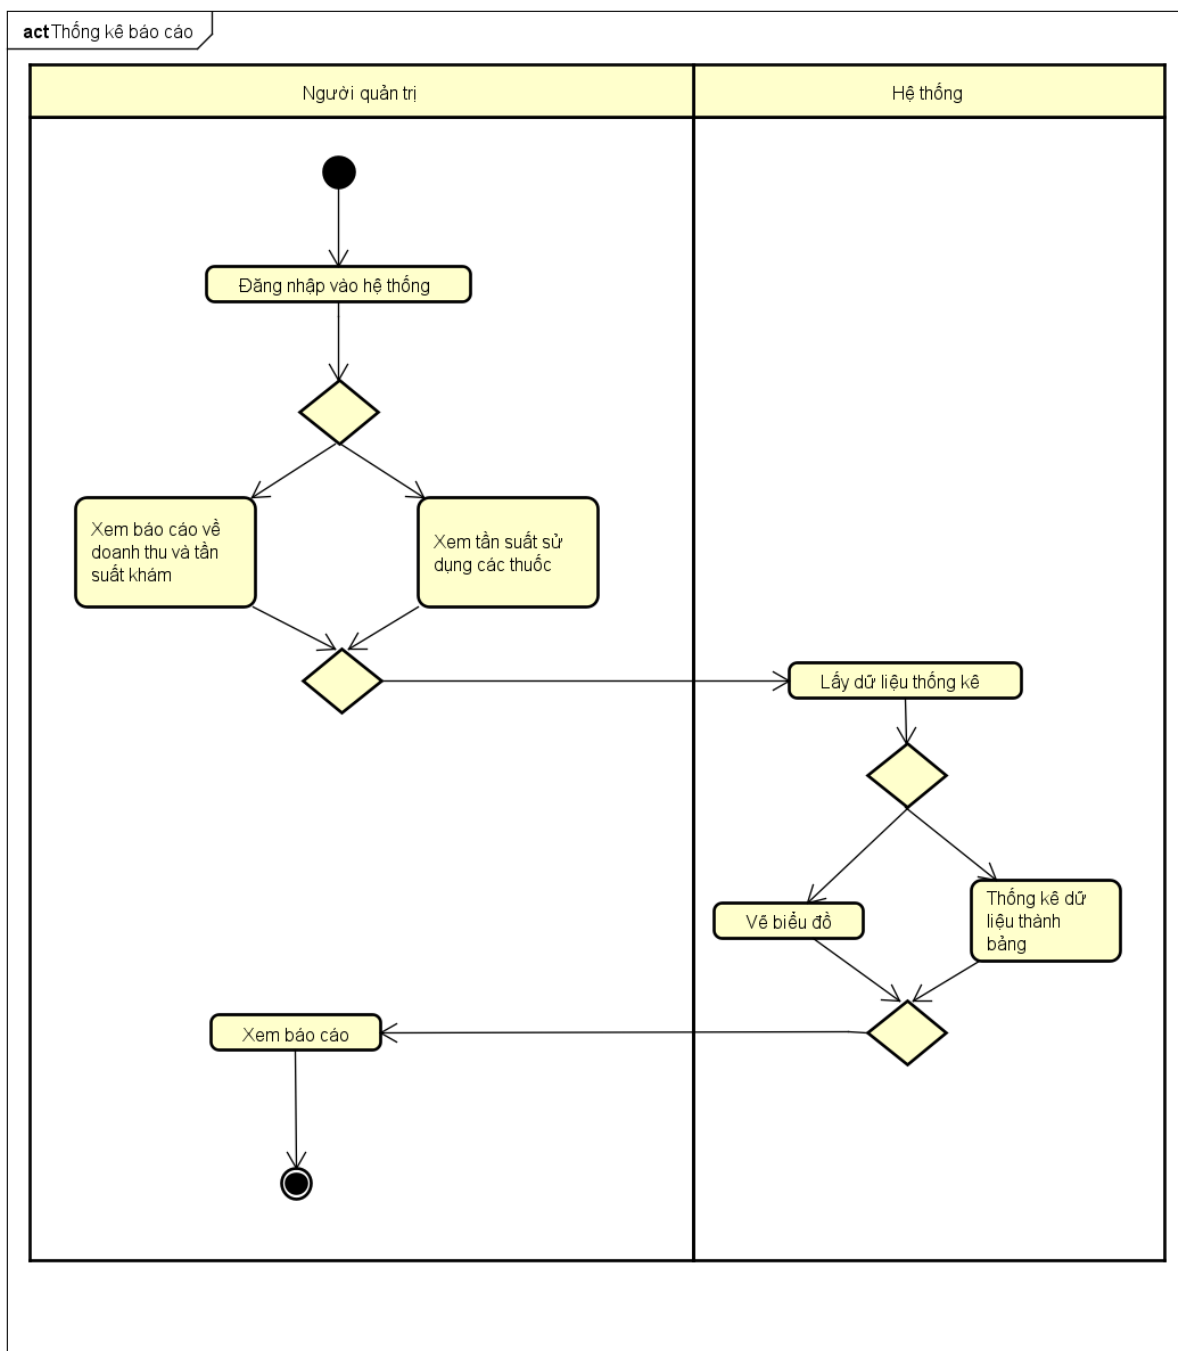 act Thống kê báo cáo
Người quản trị
Hệ thống
Đăng nhập vào hệ thống
Xem báo cáo về
doanh thu và tần
suất khám
Xem tần suất sử
dụng các thuốc
Lấy dữ liệu thống kê
Vẽ biểu đồ
Thống kê dữ
liệu thành
bảng
Xem báo cáo